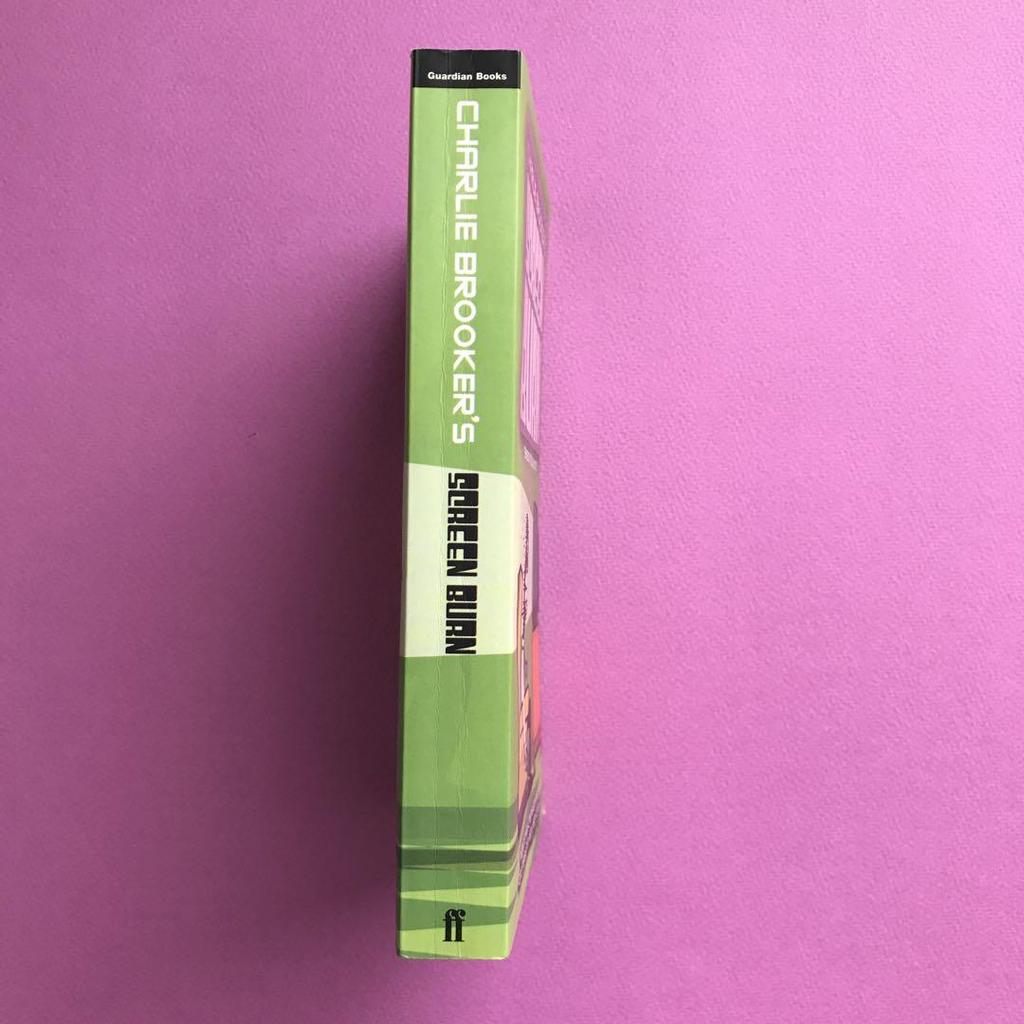 Guardian Books
CHARLIE BROOKER'S
SCREEN BURN
ff